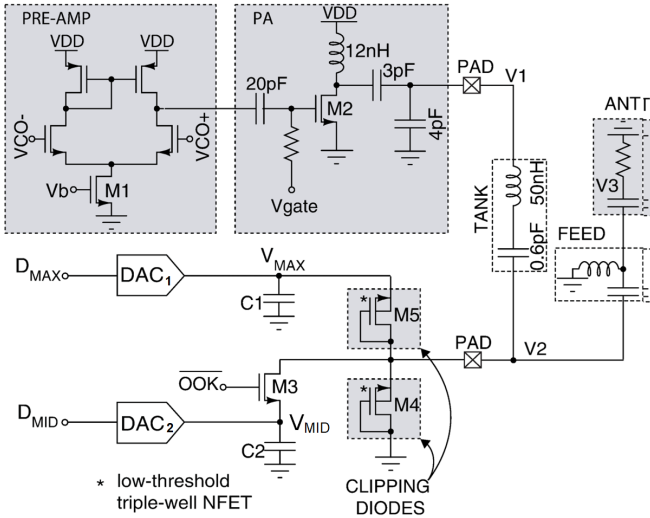 PRE-AMP
VDD
VDD
VCO-
VCO+
Vb
M1
PA
VDD
12nH
20pF
3pF
M2
4pF
Vgate
PAD
V1
TANK
50nH
0.6pF
ANT
V3
FEED
DMAX
DAC1
VMAX
C1
* M5
PAD
V2
OOK
M3
* M4
DMID
DAC2
VMID
C2
* low-threshold
triple-well NFET
CLIPPING
DIODES